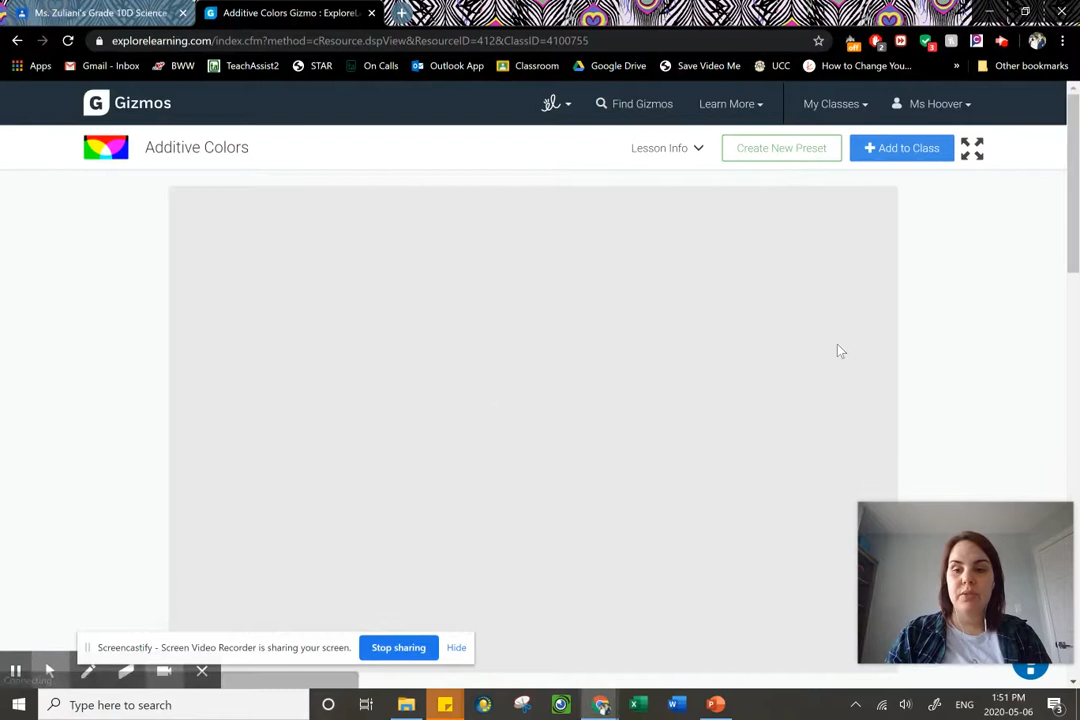 Ms. Zuliani's Grade 10D Science
Additive Colors Gizmo : ExploreL
explorelearning.com/index.cfm?method=cResource.dspView&ResourceID=412&ClassID=4100755
Apps Gmail - Inbox BWW TeachAssist2 STAR On Calls Outlook App Classroom Google Drive Save Video Me UCC How to Change You... » Other bookmarks
G Gizmos Find Gizmos Learn More My Classes Ms Hoover
Additive Colors Lesson Info Create New Preset + Add to Class
Screencastify - Screen Video Recorder is sharing your screen. Stop sharing Hide
Connecting
Type here to search ENG 1:51 PM
2020-05-06